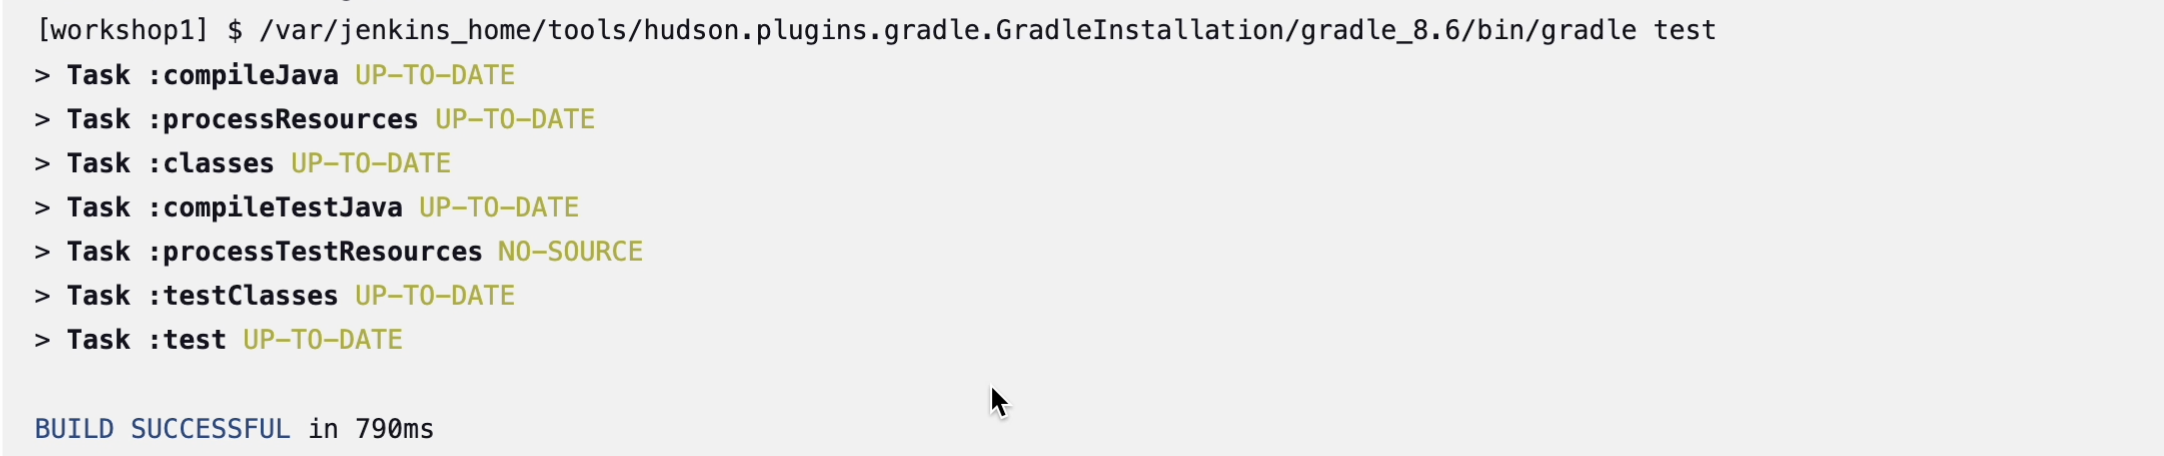 [workshop1] $ /var/jenkins_home/tools/hudson.plugins.gradle.GradleInstallation/gradle_8.6/bin/gradle test
> Task :compileJava UP-TO-DATE
> Task :processResources UP-TO-DATE
> Task :classes UP-TO-DATE
> Task :compileTestJava UP-TO-DATE
> Task :processTestResources NO-SOURCE
> Task :testClasses UP-TO-DATE
> Task :test UP-TO-DATE
BUILD SUCCESSFUL in 790ms